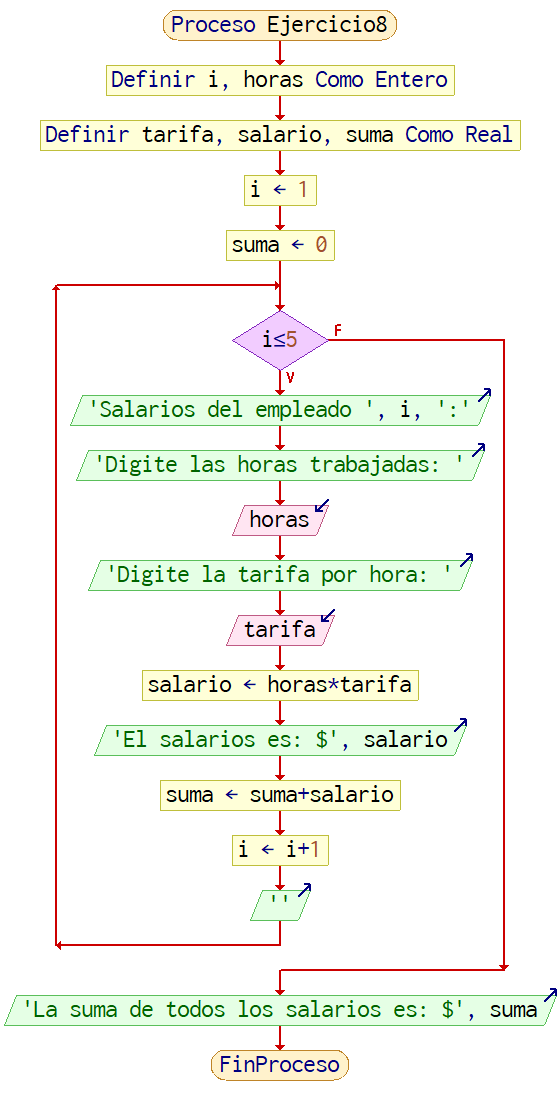 Proceso Ejercicio8
Definir i, horas Como Entero
Definir tarifa, salario, suma Como Real
i ← 1
suma ← 0
i≤5
F
V
'Salarios del empleado ', i, ':'
'Digite las horas trabajadas: '
horas
'Digite la tarifa por hora: '
tarifa
salario ← horas*tarifa
'El salarios es: $', salario
suma ← suma+salario
i ← i+1
''
'La suma de todos los salarios es: $', suma
FinProceso